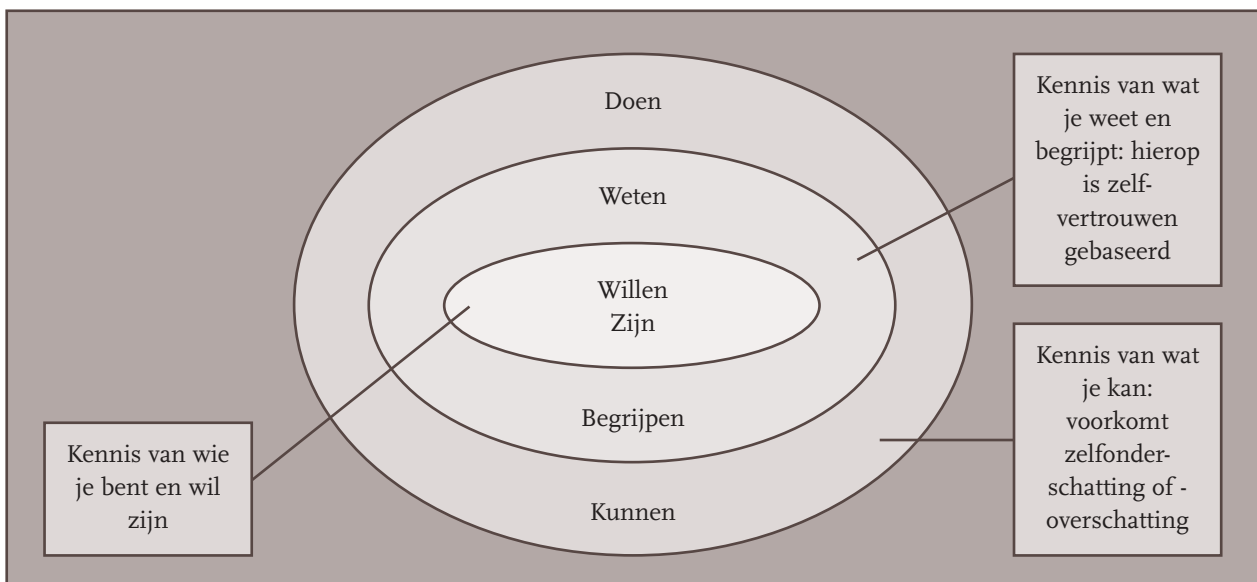 Doen
Weten
Willen
Zijn
Begrijpen
Kunnen
Kennis van wat
je weet en
begrijpt: hierop
is zelf-
vertrouwen
gebaseerd
Kennis van wat
je kan:
voorkomt
zelfonder-
schatting of -
overschatting
Kennis van wie
je bent en wil
zijn